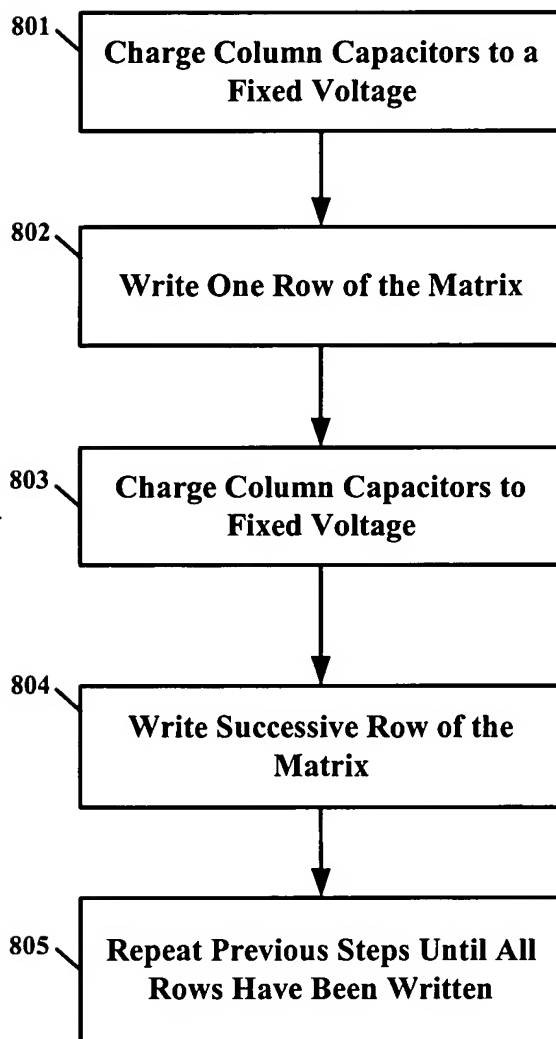 801
Charge Column Capacitors to a
Fixed Voltage
802
Write One Row of the Matrix
803
Charge Column Capacitors to
Fixed Voltage
804
Write Successive Row of the
Matrix
805
Repeat Previous Steps Until All
Rows Have Been Written